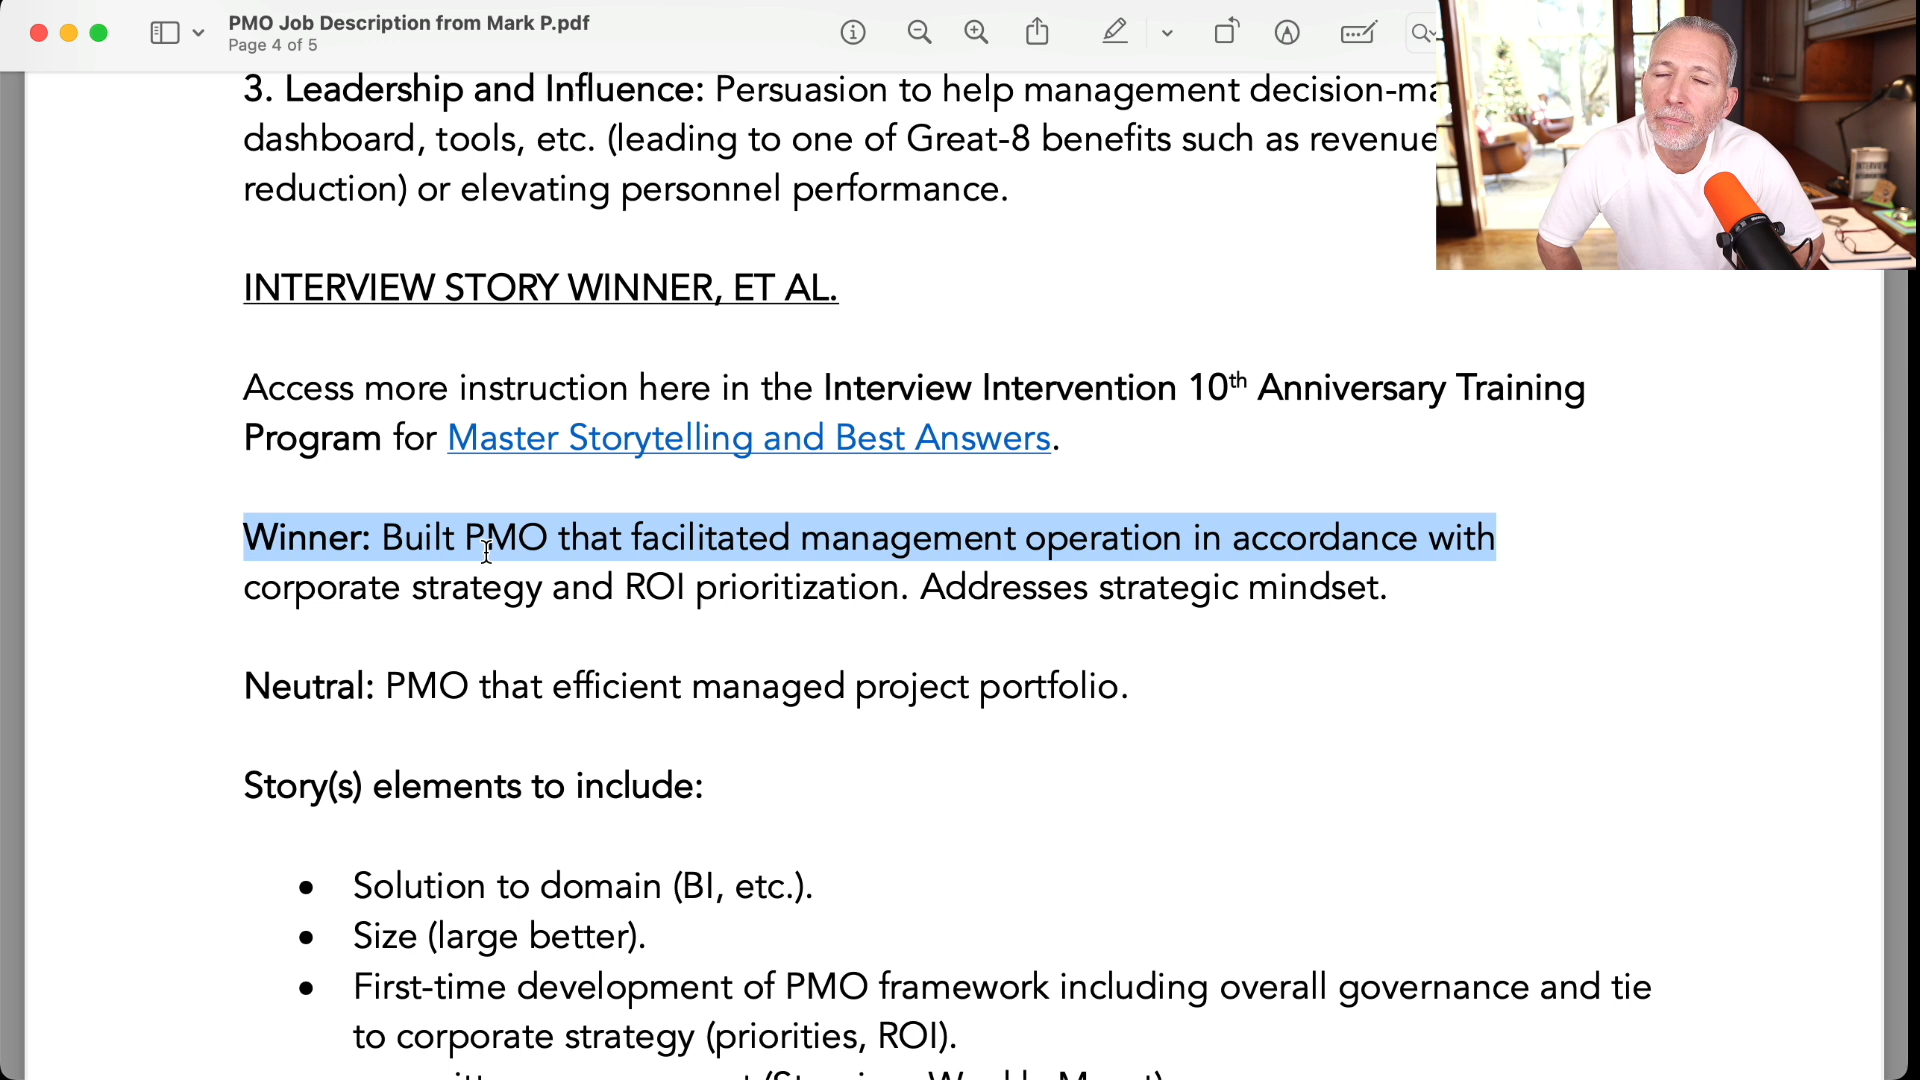 PMO Job Description from Mark P.pdf
Page 4 of 5
3. Leadership and Influence: Persuasion to help management
dashboard, tools, etc. (leading to one of Great-8 benefits such as revenue
reduction) or elevating personnel performance.
INTERVIEW STORY WINNER, ET AL.
Access more instruction here in the Interview Intervention 10th Anniversary Training
Program for Master Storytelling and Best Answers.
Winner: Built PMO that facilitated management operation in accordance with
corporate strategy and ROI prioritization. Addresses strategic mindset.
Neutral: PMO that efficient managed project portfolio.
Story(s) elements to include:
• Solution to domain (BI, etc.).
• Size (large better).
• First-time development of PMO framework including overall governance and tie
to corporate strategy (priorities, ROI).